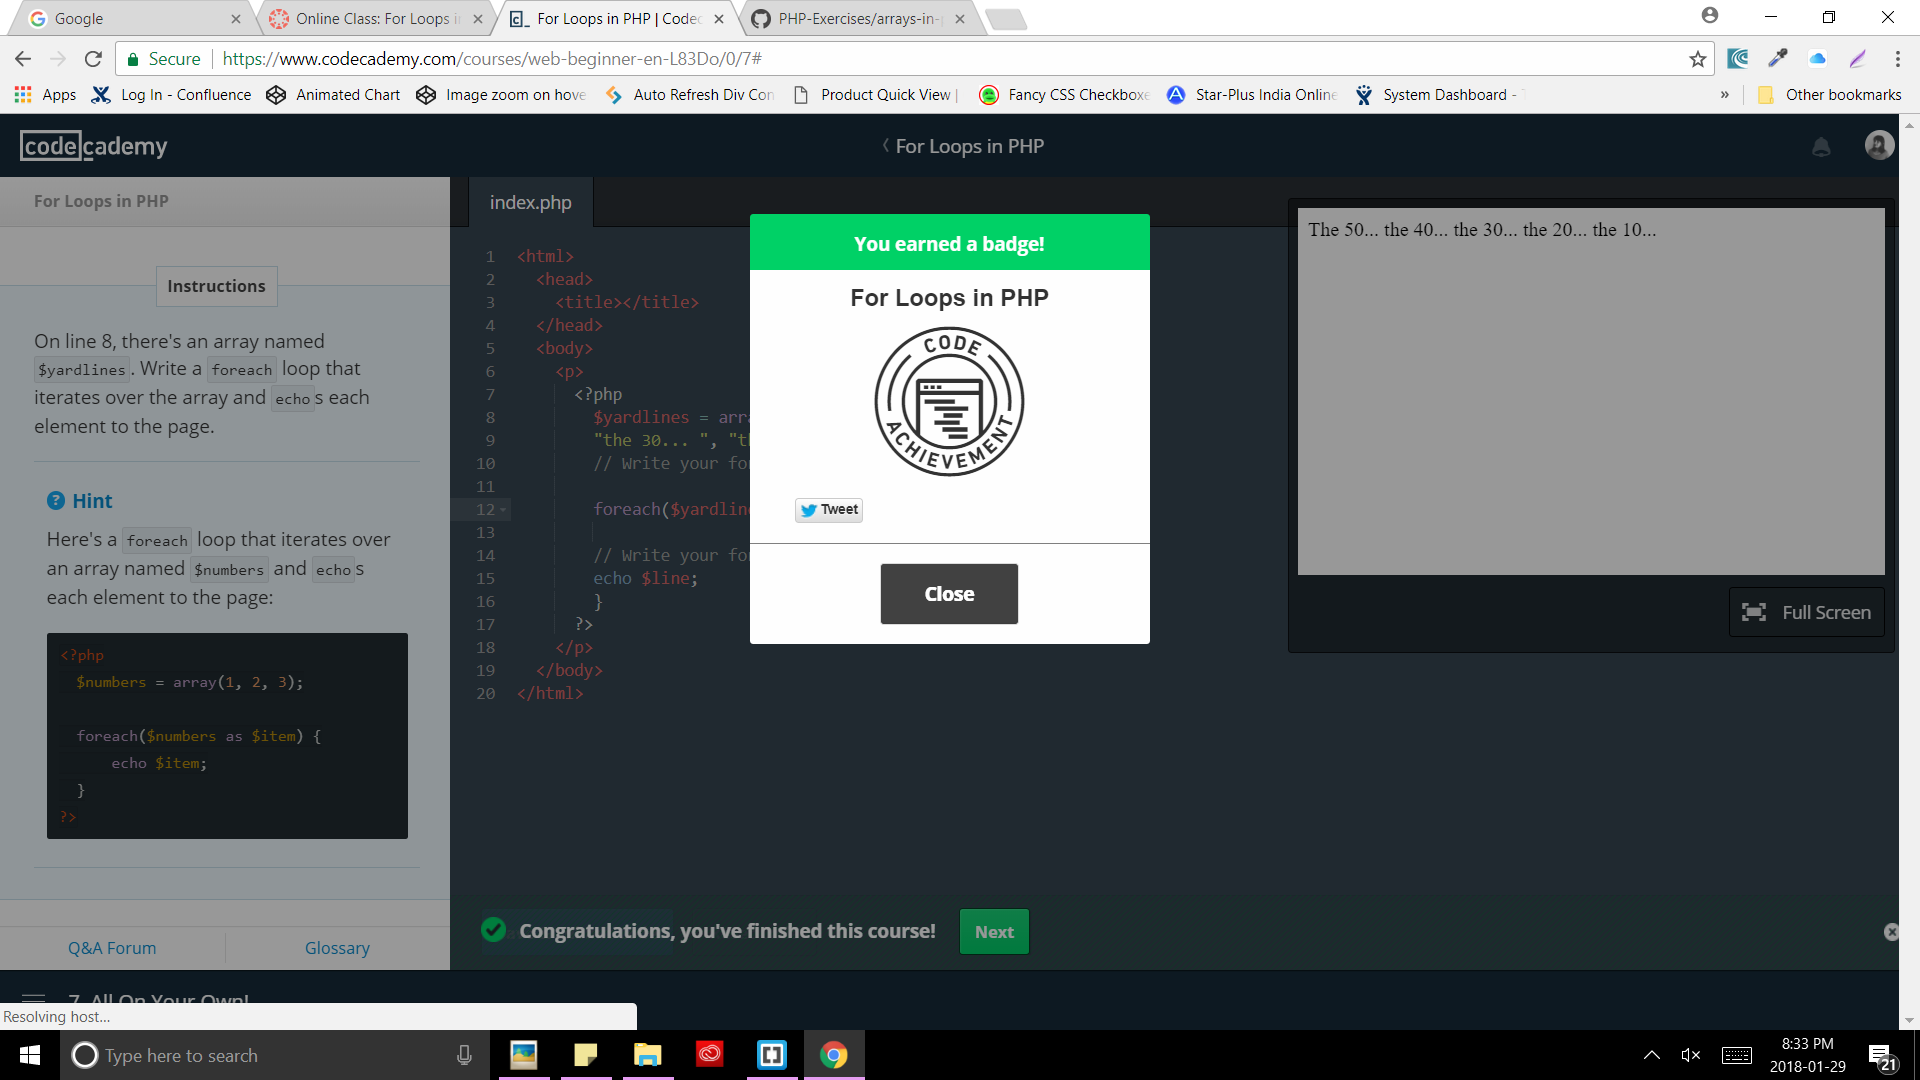 Google
Online Class: For Loops i
For Loops in PHP | Codec
PHP-Exercises/arrays-in-
Secure
https://www.codecademy.com/courses/web-beginner-en-L83Do/0/7#
Apps
Log In - Confluence
Animated Chart
Image zoom on hove
Auto Refresh Div Con
Product Quick View |
Fancy CSS Checkboxe
Star-Plus India Online
System Dashboard -
»
Other bookmarks
codecademy
For Loops in PHP
For Loops in PHP
Instructions
On line 8, there's an array named
$yardlines. Write a foreach loop that
iterates over the array and echos each
element to the page.
? Hint
Here's a foreach loop that iterates over
an array named $numbers and echos
each element to the page:
<?php
$numbers = array(1, 2, 3);
foreach($numbers as $item) {
echo $item;
}
?>
Q&A Forum
Glossary
index.php
1 <html>
2 <head>
3 <title></title>
4 </head>
5 <body>
6 <p>
7 <?php
8 $yardlines = arr
9 "the 30... ", "t
10 // Write your fo
11
12 foreach($yardlin
13
14 // Write your fo
15 echo $line;
16 }
17 ?>
18 </p>
19 </body>
20 </html>
You earned a badge!
For Loops in PHP
CODE
ACHIEVEMENT
Tweet
Close
The 50... the 40... the 30... the 20... the 10...
Full Screen
Congratulations, you've finished this course!
Next
7. All On Your Own!
Resolving host...
Type here to search
8:33 PM
2018-01-29
21